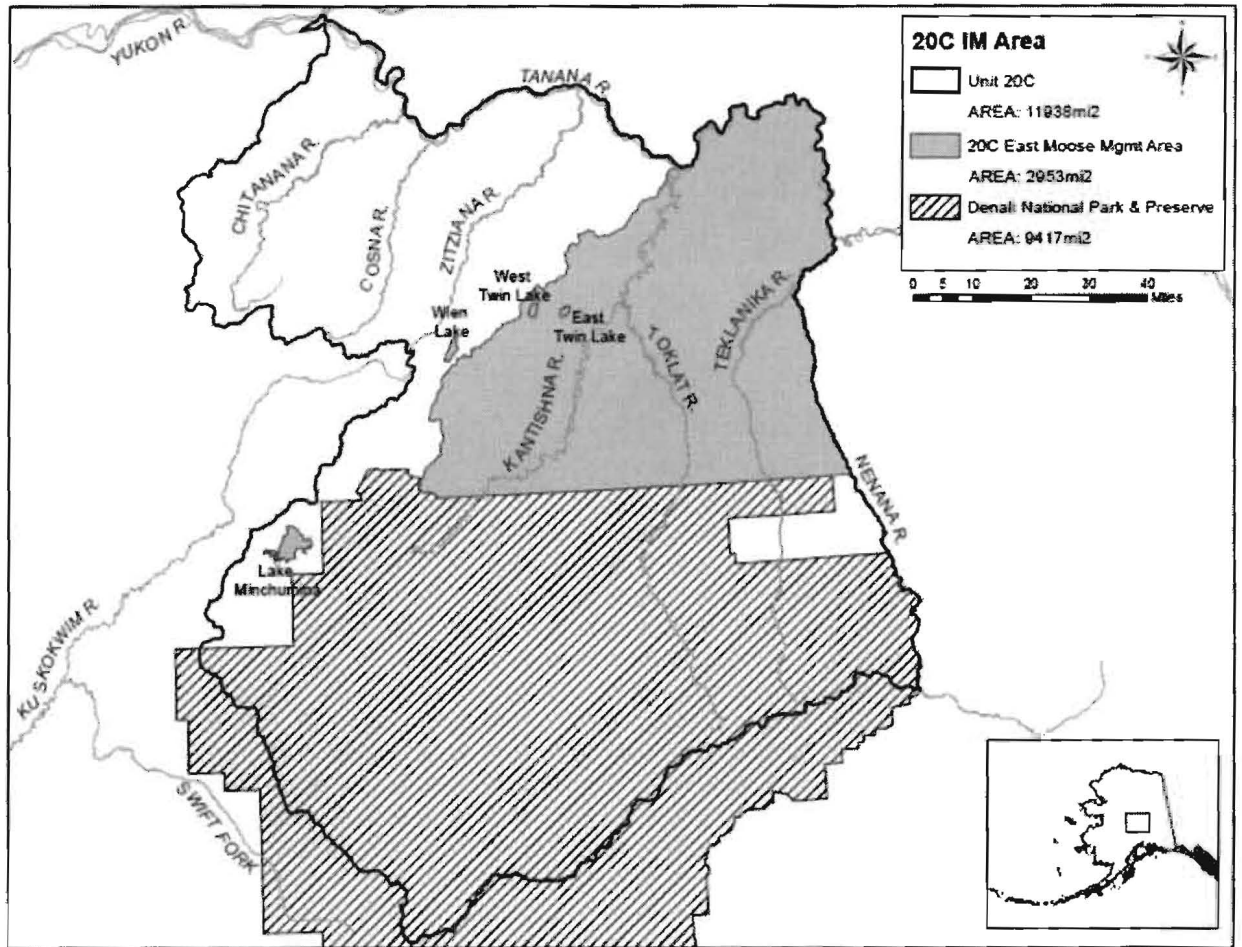 20C IM Area
Unit 20C
AREA: 11938mi2
20C East Moose Mgmt Area
AREA: 2953mi2
Denali National Park & Preserve
AREA: 9417mi2
0 5 10 20 30 40
Miles
YUKON R.
TANANA R.
CHITANANA R.
COSNA R.
ZITZIANA R.
West
Twin Lake
Wien
Lake
East
Twin Lake
TOKLAT R.
TEKLANIKA R.
KANTISHNA R.
NENANA R.
Lake
Minchumina
KUSKOKWIM R.
SWIFT FORK